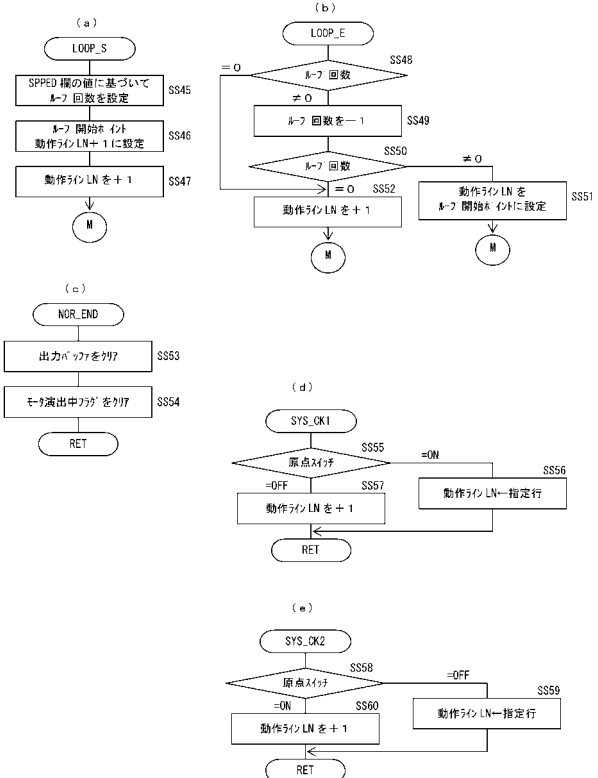 (a)
LOOP_S
SPPED 欄の値に基づいて
ループ 回数を設定
SS45
ループ 開始ポイント
動作ライン LN+1に設定
SS46
動作ライン LN を+1
SS47
M
(b)
LOOP_E
ループ 回数
SS48
=0
≠0
ループ 回数を-1
SS49
ループ 回数
SS50
≠0
=0
動作ライン LN を+1
SS52
動作ライン LN を
ループ 開始ポイントに設定
SS51
M
M
(c)
NOR_END
出力バッファをクリア
SS53
モータ演出中フラグをクリア
SS54
RET
(d)
SYS_CK1
原点スイッチ
SS55
=ON
=OFF
動作ライン LN を+1
SS57
動作ライン LN←指定行
SS56
RET
(e)
SYS_CK2
原点スイッチ
SS58
=OFF
=ON
動作ライン LN を+1
SS60
動作ライン LN←指定行
SS59
RET